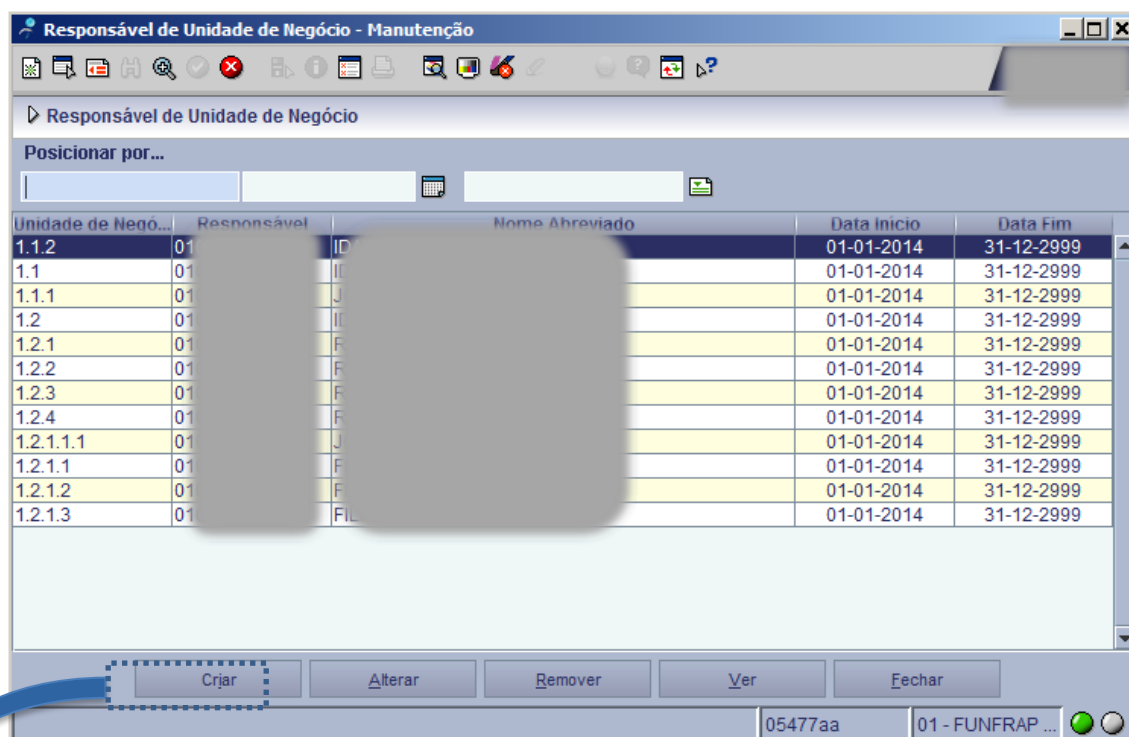 Responsável de Unidade de Negócio - Manutenção
Responsável de Unidade de Negócio
Posicionar por...
Unidade de Negó... Responsável Nome Abreviado Data Início Data Fim
1.1.2 01 ID 01-01-2014 31-12-2999
1.1 01 01-01-2014 31-12-2999
1.1.1 01 J 01-01-2014 31-12-2999
1.2 01 01-01-2014 31-12-2999
1.2.1 01 R 01-01-2014 31-12-2999
1.2.2 01 R 01-01-2014 31-12-2999
1.2.3 01 R 01-01-2014 31-12-2999
1.2.4 01 R 01-01-2014 31-12-2999
1.2.1.1.1 01 J 01-01-2014 31-12-2999
1.2.1.1 01 F 01-01-2014 31-12-2999
1.2.1.2 01 F 01-01-2014 31-12-2999
1.2.1.3 01 FIL 01-01-2014 31-12-2999
Criar Alterar Remover Ver Fechar
05477aa 01 - FUNFRAP ...